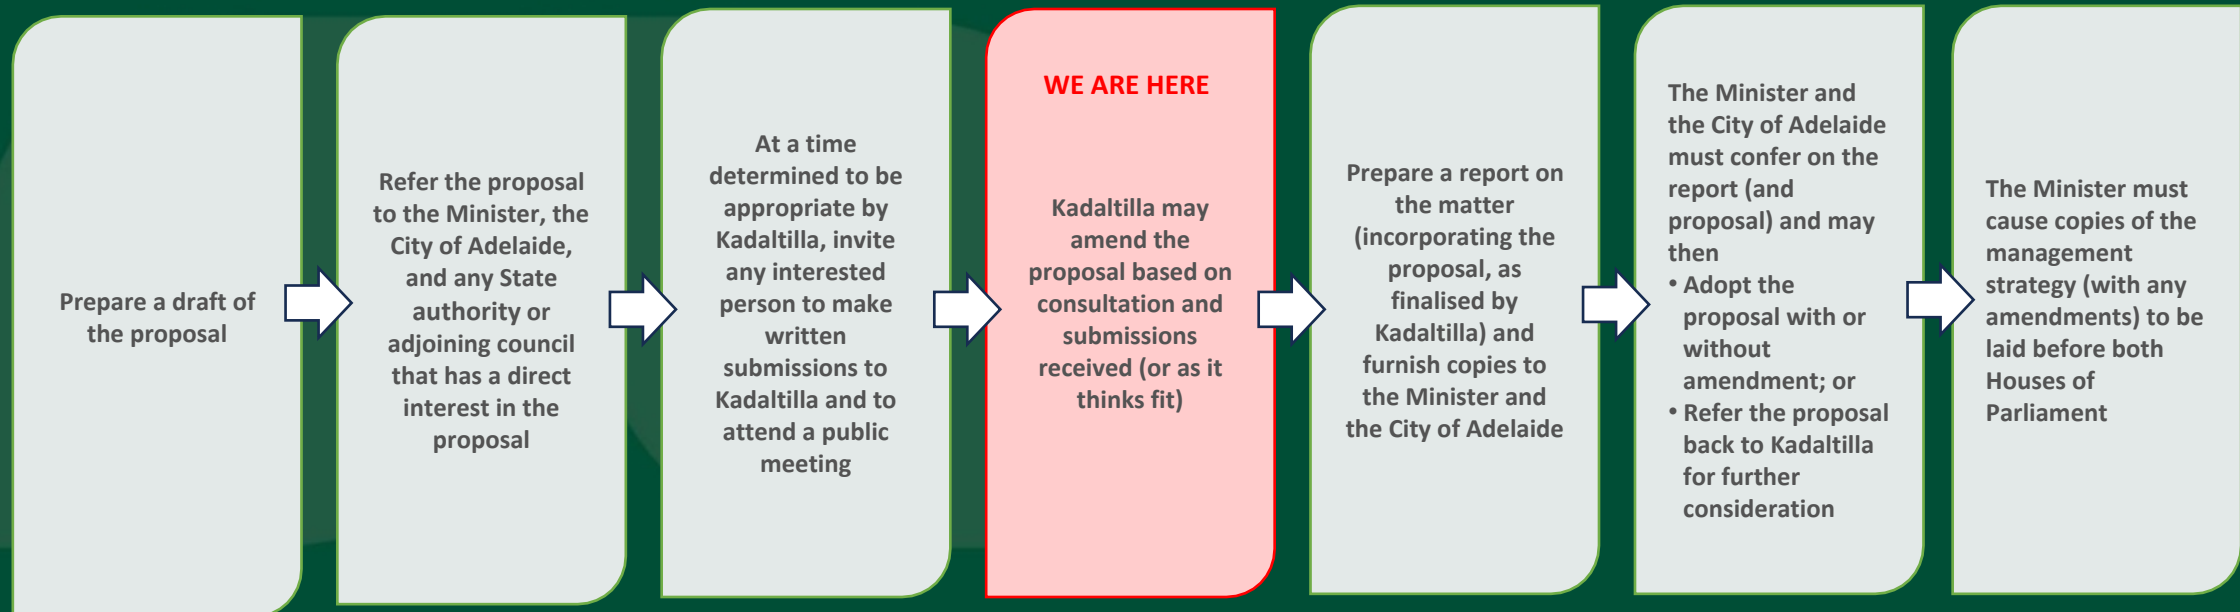 Prepare a draft of
the proposal
Refer the proposal
to the Minister, the
City of Adelaide,
and any State
authority or
adjoining council
that has a direct
interest in the
proposal
At a time
determined to be
appropriate by
Kadaltilla, invite
any interested
person to make
written
submissions to
Kadaltilla and to
attend a public
meeting
WE ARE HERE
Kadaltilla may
amend the
proposal based on
consultation and
submissions
received (or as it
thinks fit)
Prepare a report on
the matter
(incorporating the
proposal, as
finalised by
Kadaltilla) and
furnish copies to
the Minister and
the City of Adelaide
The Minister and
the City of Adelaide
must confer on the
report (and
proposal) and may
then
• Adopt the
proposal with or
without
amendment; or
• Refer the proposal
back to Kadaltilla
for further
consideration
The Minister must
cause copies of the
management
strategy (with any
amendments) to be
laid before both
Houses of
Parliament